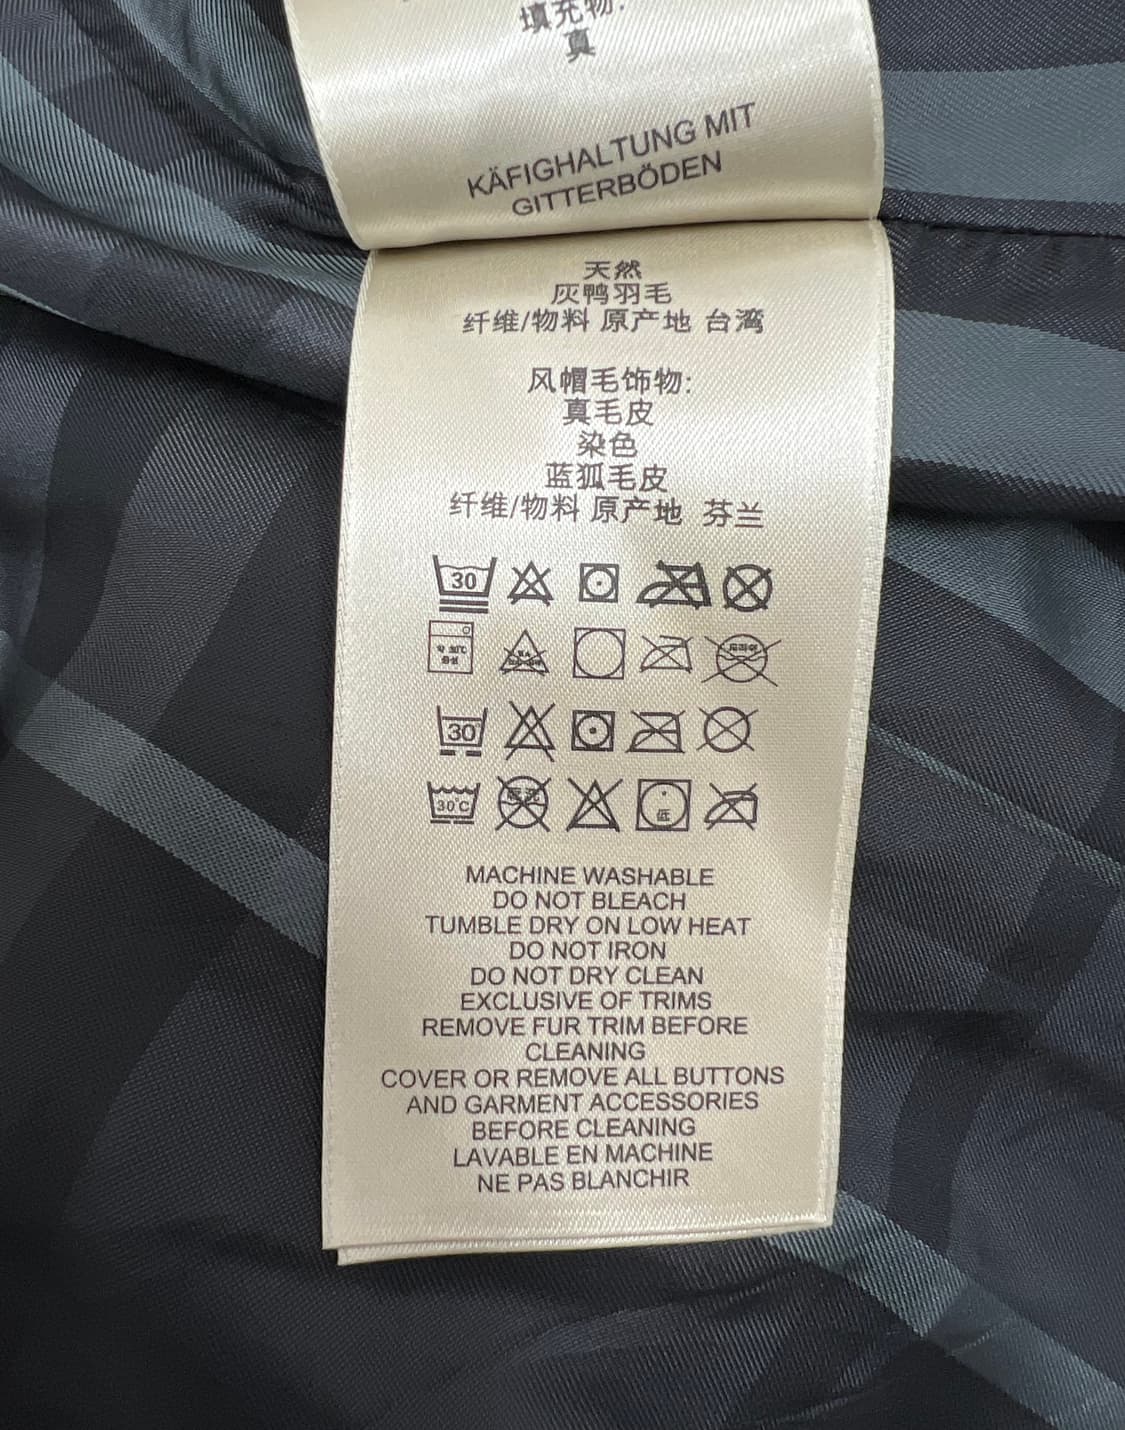 填充物:
真
KÄFIGHALTUNG MIT
GITTERBÖDEN
天然
灰鸭羽毛
纤维/物料 原产地 台湾
风帽毛饰物:
真毛皮
染色
蓝狐毛皮
纤维/物料 原产地 芬兰
30
30
30°C
低
MACHINE WASHABLE
DO NOT BLEACH
TUMBLE DRY ON LOW HEAT
DO NOT IRON
DO NOT DRY CLEAN
EXCLUSIVE OF TRIMS
REMOVE FUR TRIM BEFORE
CLEANING
COVER OR REMOVE ALL BUTTONS
AND GARMENT ACCESSORIES
BEFORE CLEANING
LAVABLE EN MACHINE
NE PAS BLANCHIR